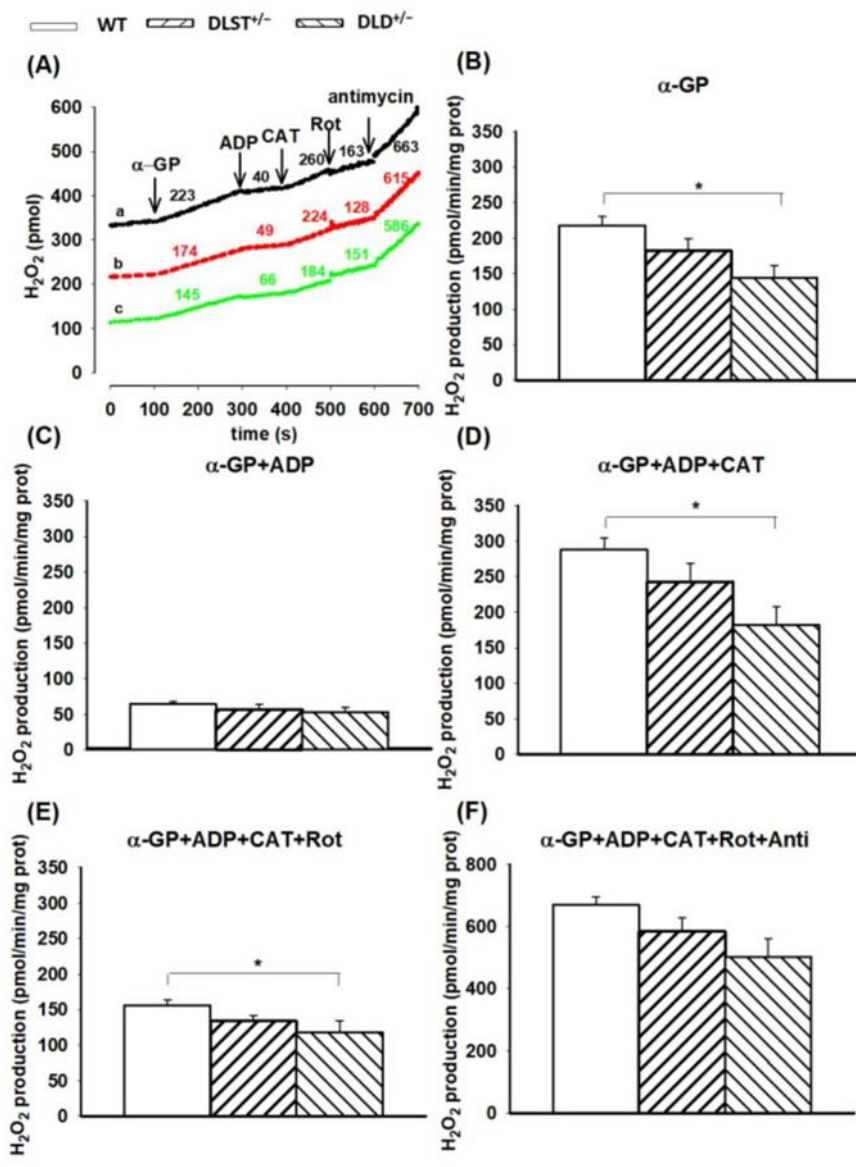 WT DLST+/– DLD+/–
(A)
600
500
400
300
200
100
0
H2O2 (pmol)
α–GP
ADP
CAT
Rot
antimycin
a
223
40
260
163
663
b
174
49
224
128
615
c
145
66
184
151
586
0 100 200 300 400 500 600 700
time (s)
(B)
α-GP
H2O2 production (pmol/min/mg prot)
350
300
250
200
150
100
50
0
*
(C)
α-GP+ADP
H2O2 production (pmol/min/mg prot)
350
300
250
200
150
100
50
0
(D)
α-GP+ADP+CAT
H2O2 production (pmol/min/mg prot)
350
300
250
200
150
100
50
0
*
(E)
α-GP+ADP+CAT+Rot
H2O2 production (pmol/min/mg prot)
350
300
250
200
150
100
50
0
*
(F)
α-GP+ADP+CAT+Rot+Anti
H2O2 production (pmol/min/mg prot)
800
600
400
200
0